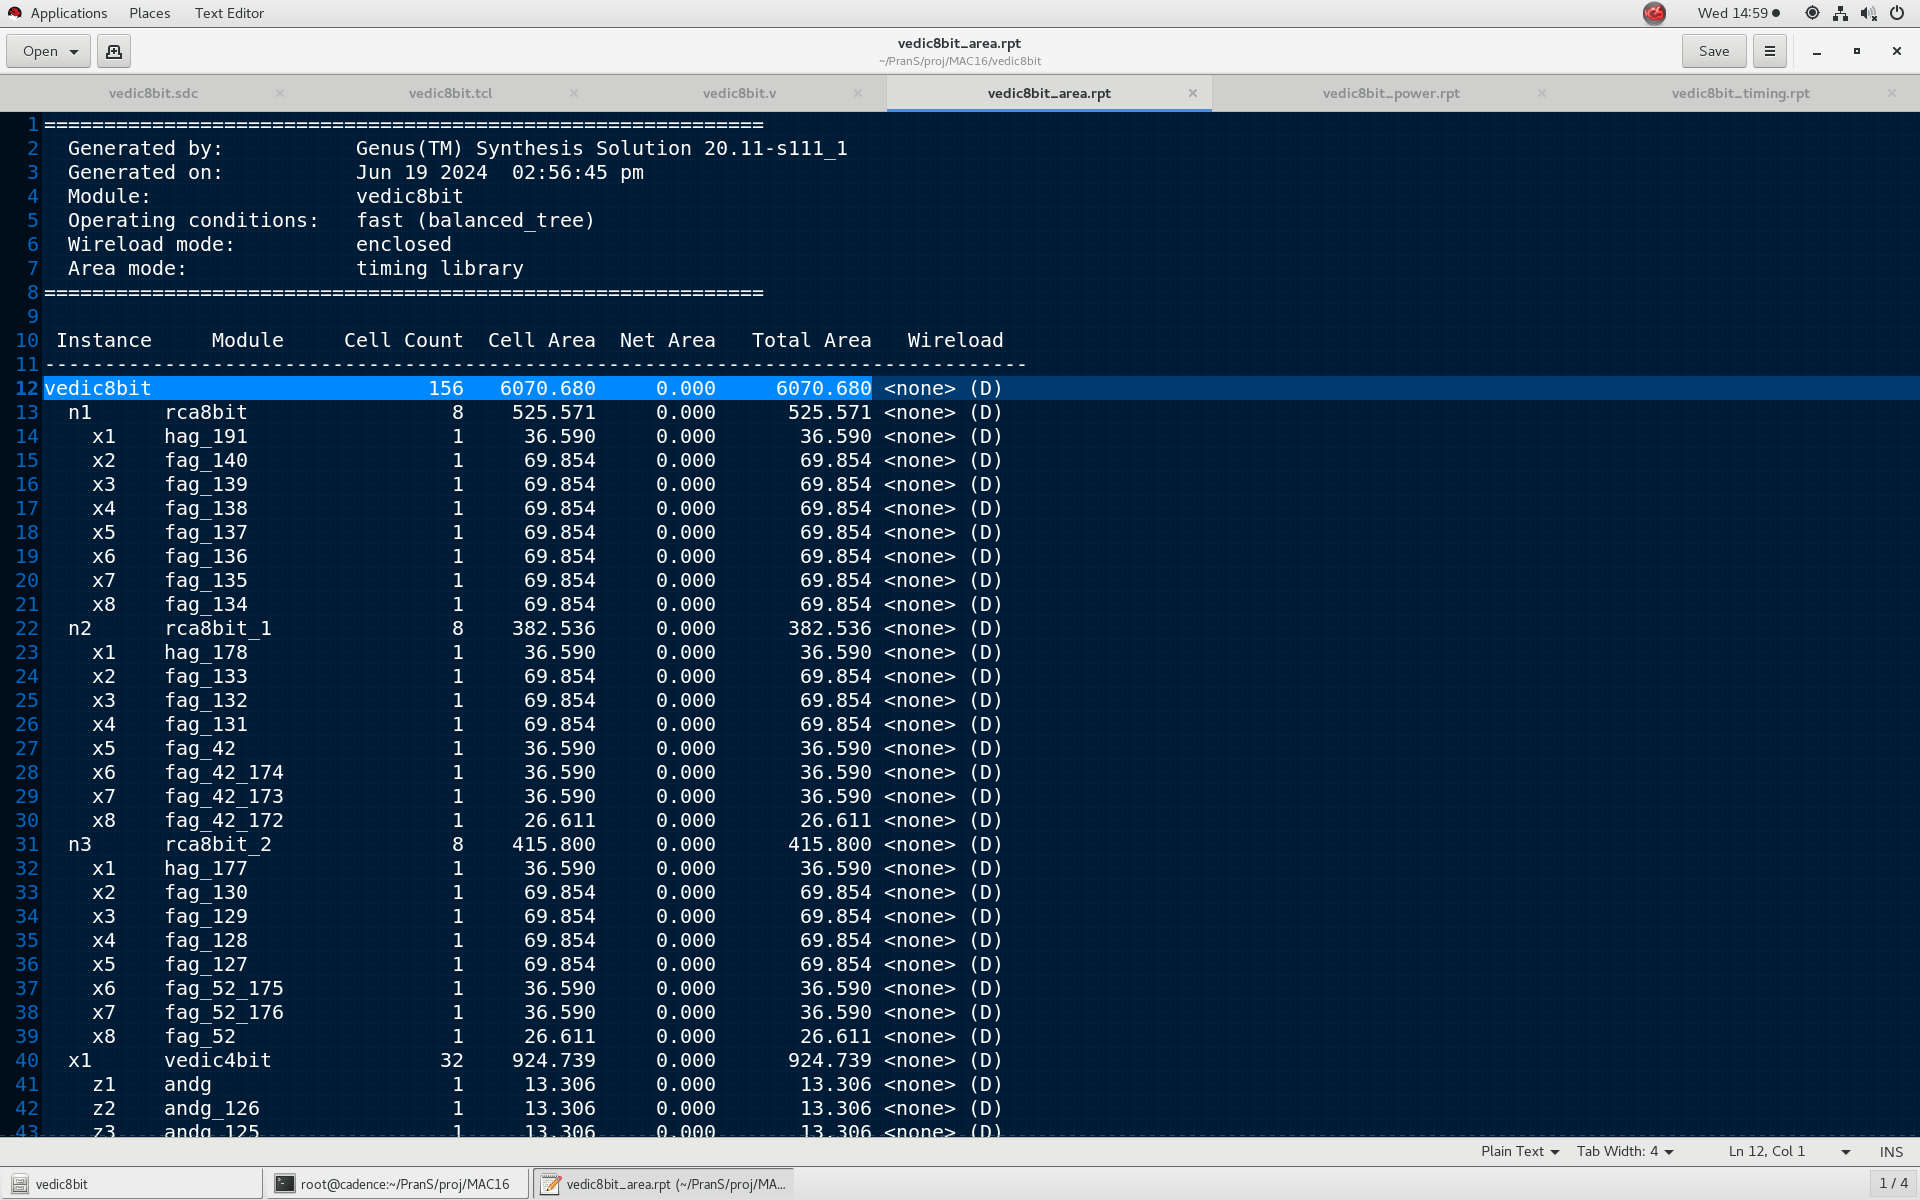 Applications Places Text Editor Wed 14:59
Open vedic8bit_area.rpt Save
~/PranS/proj/MAC16/vedic8bit
vedic8bit.sdc vedic8bit.tcl vedic8bit.v vedic8bit_area.rpt vedic8bit_power.rpt vedic8bit_timing.rpt
1 ============================================================
2 Generated by: Genus(TM) Synthesis Solution 20.11-s111_1
3 Generated on: Jun 19 2024 02:56:45 pm
4 Module: vedic8bit
5 Operating conditions: fast (balanced_tree)
6 Wireload mode: enclosed
7 Area mode: timing library
8 ============================================================
9
10 Instance Module Cell Count Cell Area Net Area Total Area Wireload
11 ----------------------------------------------------------------------------------
12 vedic8bit 156 6070.680 0.000 6070.680 <none> (D)
13 n1 rca8bit 8 525.571 0.000 525.571 <none> (D)
14 x1 hag_191 1 36.590 0.000 36.590 <none> (D)
15 x2 fag_140 1 69.854 0.000 69.854 <none> (D)
16 x3 fag_139 1 69.854 0.000 69.854 <none> (D)
17 x4 fag_138 1 69.854 0.000 69.854 <none> (D)
18 x5 fag_137 1 69.854 0.000 69.854 <none> (D)
19 x6 fag_136 1 69.854 0.000 69.854 <none> (D)
20 x7 fag_135 1 69.854 0.000 69.854 <none> (D)
21 x8 fag_134 1 69.854 0.000 69.854 <none> (D)
22 n2 rca8bit_1 8 382.536 0.000 382.536 <none> (D)
23 x1 hag_178 1 36.590 0.000 36.590 <none> (D)
24 x2 fag_133 1 69.854 0.000 69.854 <none> (D)
25 x3 fag_132 1 69.854 0.000 69.854 <none> (D)
26 x4 fag_131 1 69.854 0.000 69.854 <none> (D)
27 x5 fag_42 1 36.590 0.000 36.590 <none> (D)
28 x6 fag_42_174 1 36.590 0.000 36.590 <none> (D)
29 x7 fag_42_173 1 36.590 0.000 36.590 <none> (D)
30 x8 fag_42_172 1 26.611 0.000 26.611 <none> (D)
31 n3 rca8bit_2 8 415.800 0.000 415.800 <none> (D)
32 x1 hag_177 1 36.590 0.000 36.590 <none> (D)
33 x2 fag_130 1 69.854 0.000 69.854 <none> (D)
34 x3 fag_129 1 69.854 0.000 69.854 <none> (D)
35 x4 fag_128 1 69.854 0.000 69.854 <none> (D)
36 x5 fag_127 1 69.854 0.000 69.854 <none> (D)
37 x6 fag_52_175 1 36.590 0.000 36.590 <none> (D)
38 x7 fag_52_176 1 36.590 0.000 36.590 <none> (D)
39 x8 fag_52 1 26.611 0.000 26.611 <none> (D)
40 x1 vedic4bit 32 924.739 0.000 924.739 <none> (D)
41 z1 andg 1 13.306 0.000 13.306 <none> (D)
42 z2 andg_126 1 13.306 0.000 13.306 <none> (D)
43 z3 andg_125 1 13.306 0.000 13.306 <none> (D)
Plain Text Tab Width: 4 Ln 12, Col 1 INS
vedic8bit root@cadence:~/PranS/proj/MAC16 vedic8bit_area.rpt (~/PranS/proj/MA... 1 / 4